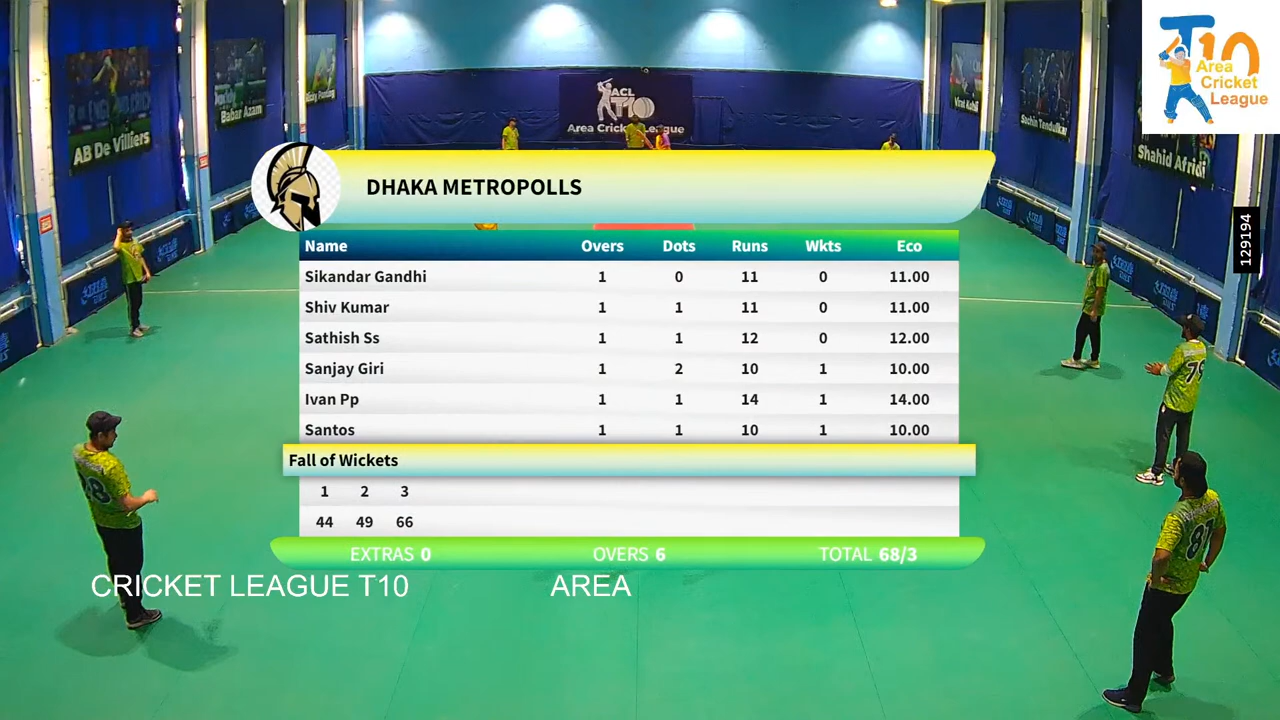 T10
Area
Cricket
League
AB De Villiers
Babar Azam
Ricky Ponting
ACL
T10
Area Cricket League
Virat Kohli
Sachin Tendulkar
Shahid Afridi
129194
DHAKA METROPOLLS
Name Overs Dots Runs Wkts Eco
Sikandar Gandhi 1 0 11 0 11.00
Shiv Kumar 1 1 11 0 11.00
Sathish Ss 1 1 12 0 12.00
Sanjay Giri 1 2 10 1 10.00
Ivan Pp 1 1 14 1 14.00
Santos 1 1 10 1 10.00
Fall of Wickets
1 2 3
44 49 66
EXTRAS 0 OVERS 6 TOTAL 68/3
CRICKET LEAGUE T10 AREA
79
87